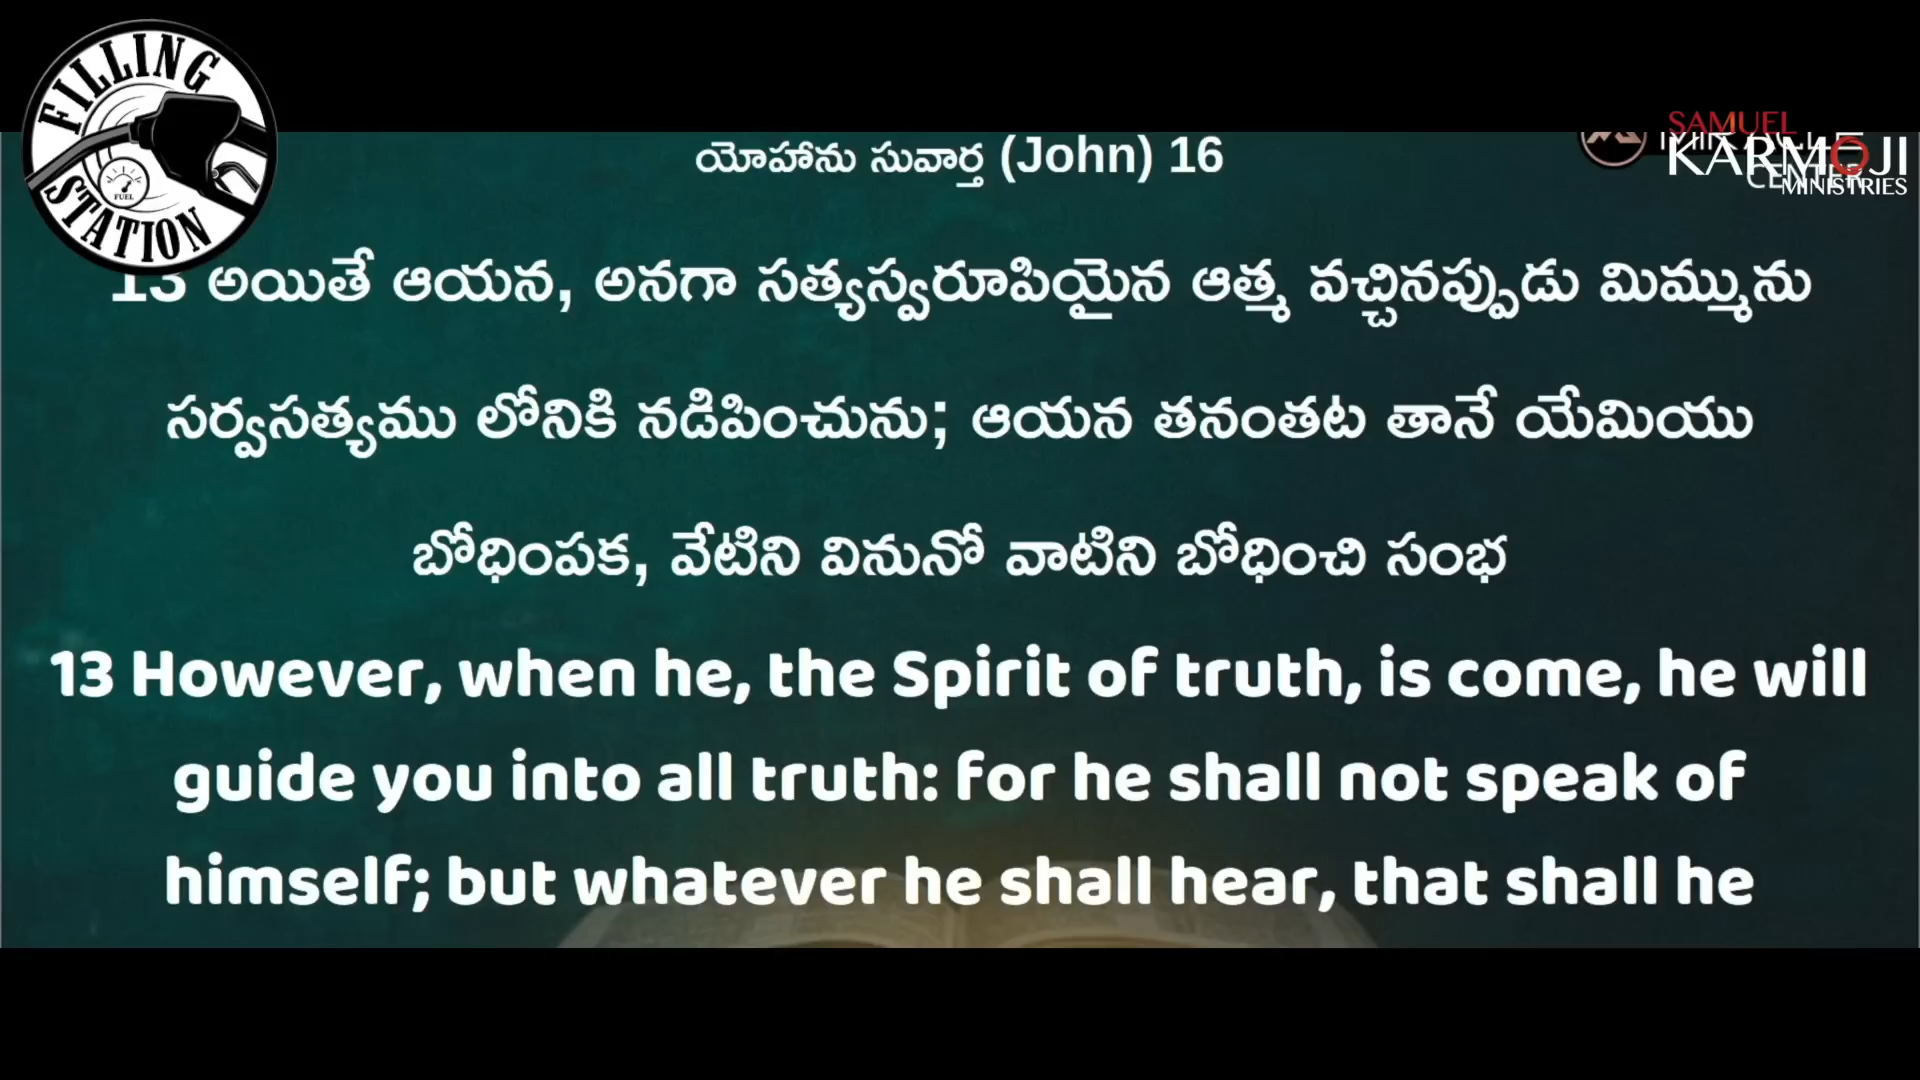 FILLING
STATION
FUEL
SAMUEL
KARMOJI
MINISTRIES
CENTER
యోహాను సువార్త (John) 16
13 అయితే ఆయన, అనగా సత్యస్వరూపియైన ఆత్మ వచ్చినప్పుడు మిమ్మును
సర్వసత్యము లోనికి నడిపించును; ఆయన తనంతట తానే యేమియు
బోధింపక, వేటిని వినునో వాటిని బోధించి సంభ
13 However, when he, the Spirit of truth, is come, he will
guide you into all truth: for he shall not speak of
himself; but whatever he shall hear, that shall he